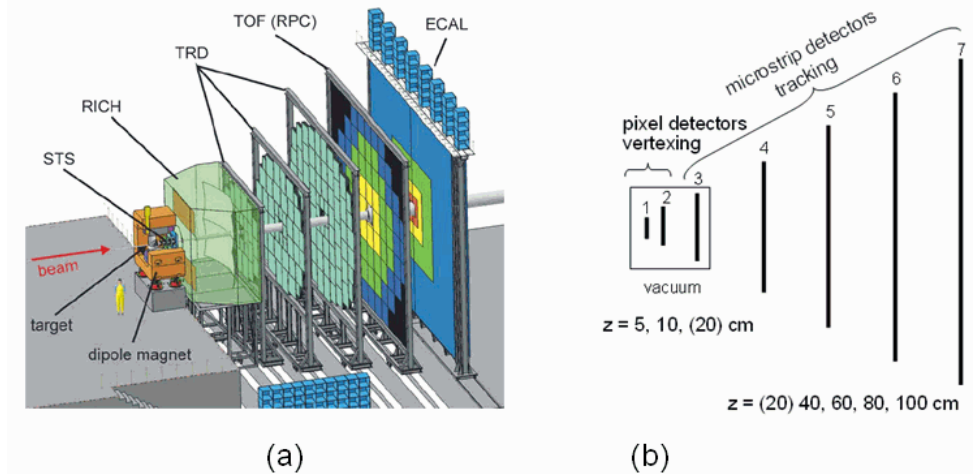 TOF (RPC)
ECAL
TRD
RICH
STS
beam
target
dipole magnet
(a)
microstrip detectors
tracking
pixel detectors
vertexing
1
2
3
4
5
6
7
vacuum
z = 5, 10, (20) cm
z = (20) 40, 60, 80, 100 cm
(b)